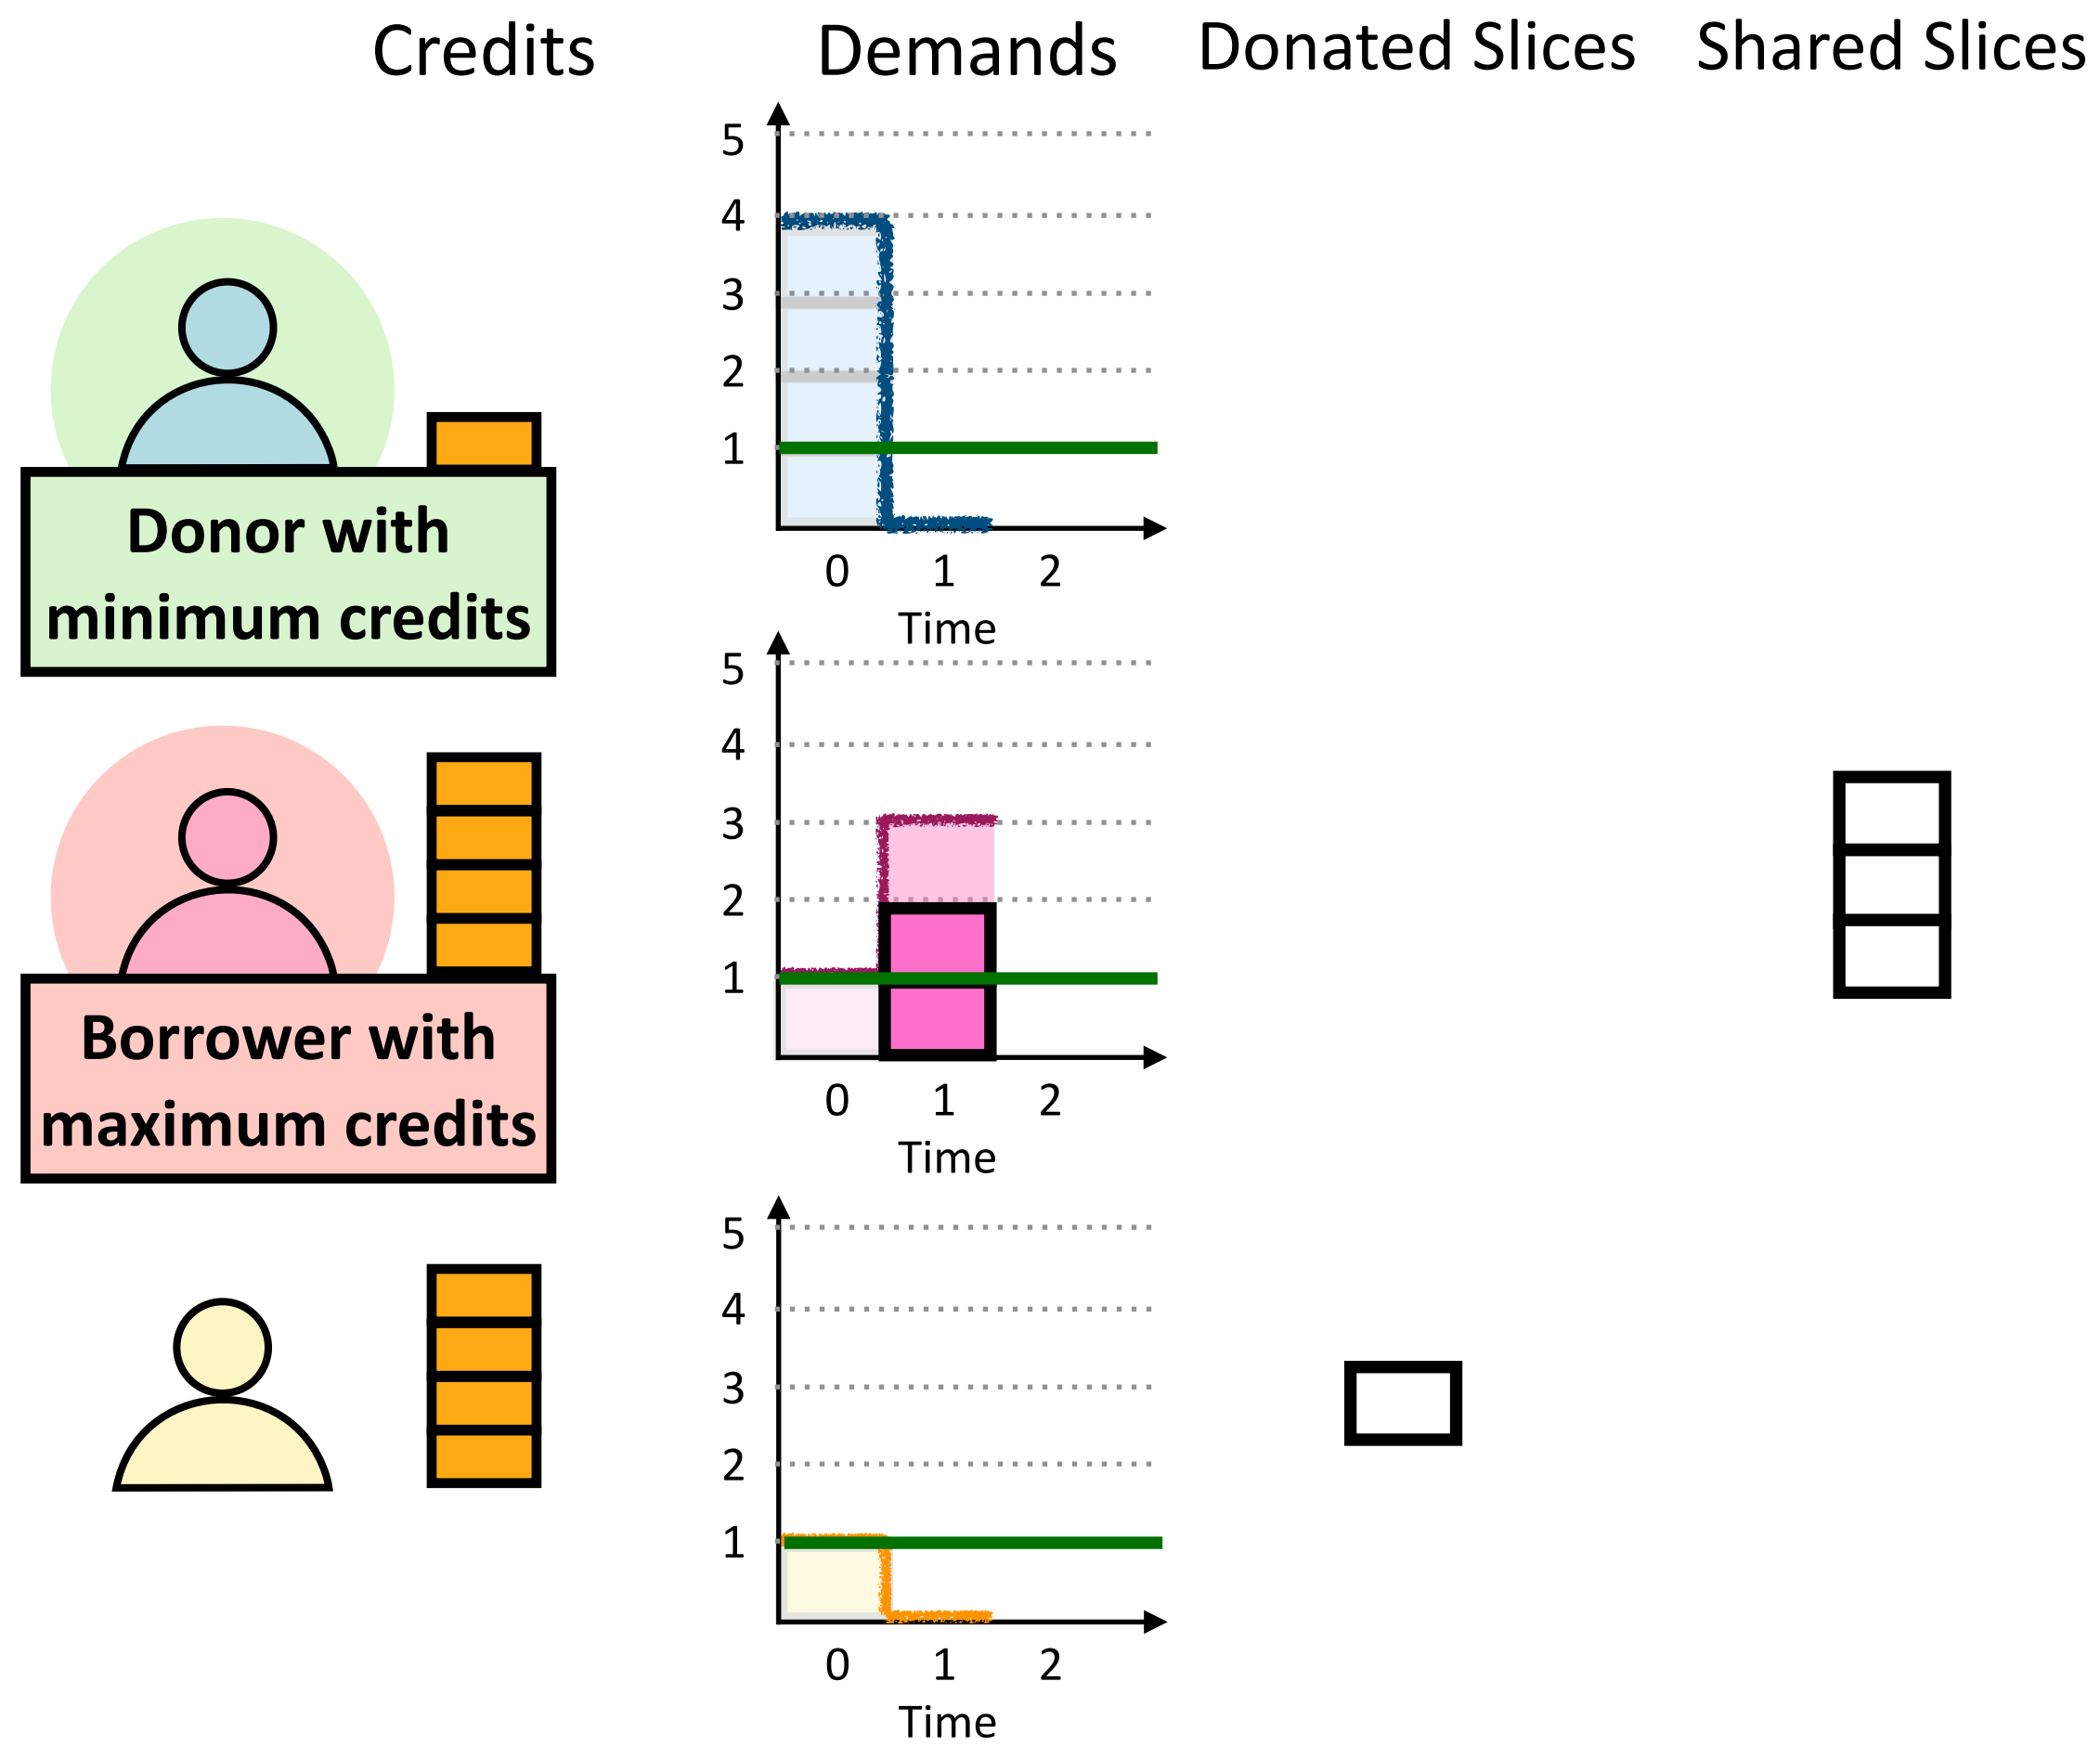 Credits
Demands
Donated Slices
Shared Slices
5
4
3
2
1
0 1 2
Time
Donor with
minimum credits
5
4
3
2
1
0 1 2
Time
Borrower with
maximum credits
5
4
3
2
1
0 1 2
Time